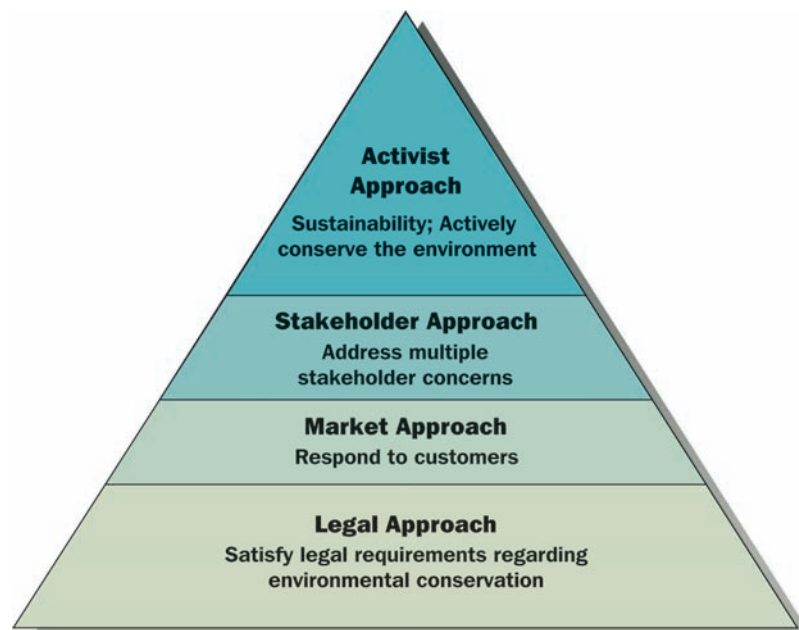 Activist
Approach
Sustainability; Actively
conserve the environment
Stakeholder Approach
Address multiple
stakeholder concerns
Market Approach
Respond to customers
Legal Approach
Satisfy legal requirements regarding
environmental conservation